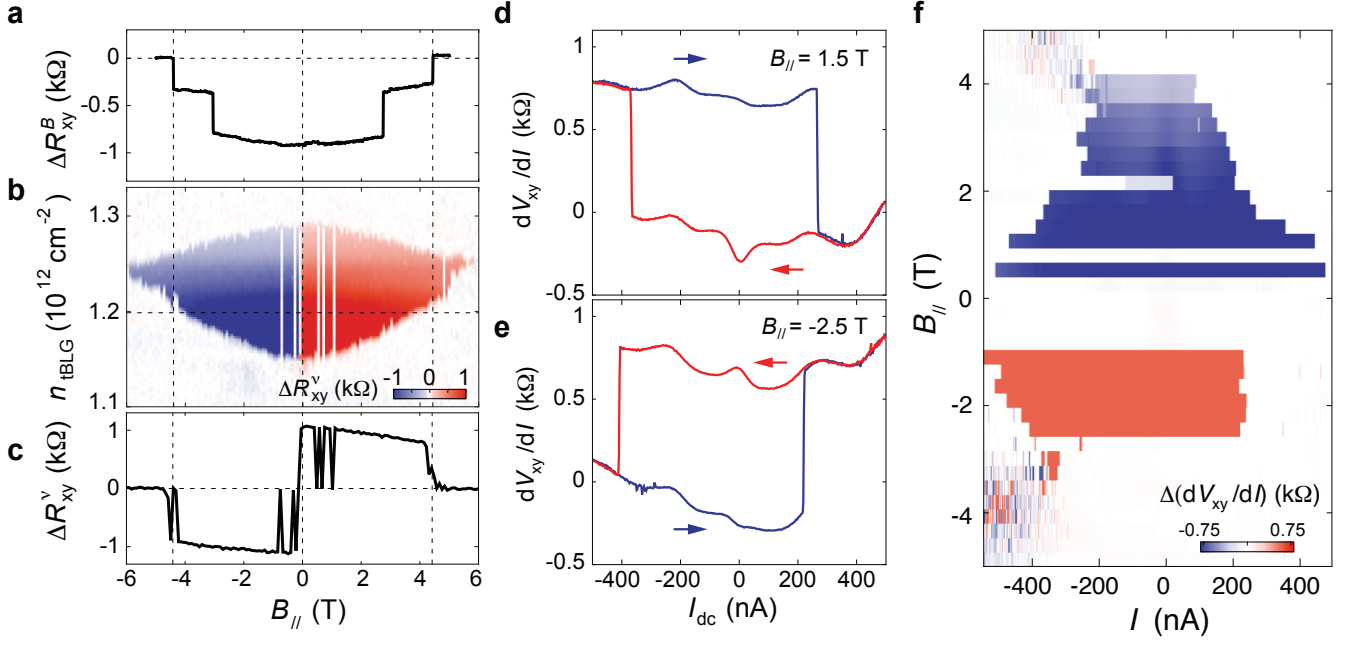 a
0
-0.5
-1
ΔR^B_xy (kΩ)
b
1.3
1.2
1.1
n_tBLG (10^12 cm^-2)
ΔR^ν_xy (kΩ)
-1 0 1
c
1
0
-1
ΔR^ν_xy (kΩ)
-6 -4 -2 0 2 4 6
B_// (T)
d
B_// = 1.5 T
1
0.5
0
-0.5
dV_xy/dI (kΩ)
e
B_// = -2.5 T
1
0.5
0
-0.5
dV_xy/dI (kΩ)
-400 -200 0 200 400
I_dc (nA)
f
4
2
0
-2
-4
B_// (T)
Δ(dV_xy/dI) (kΩ)
-0.75 0.75
-400 -200 0 200 400
I (nA)